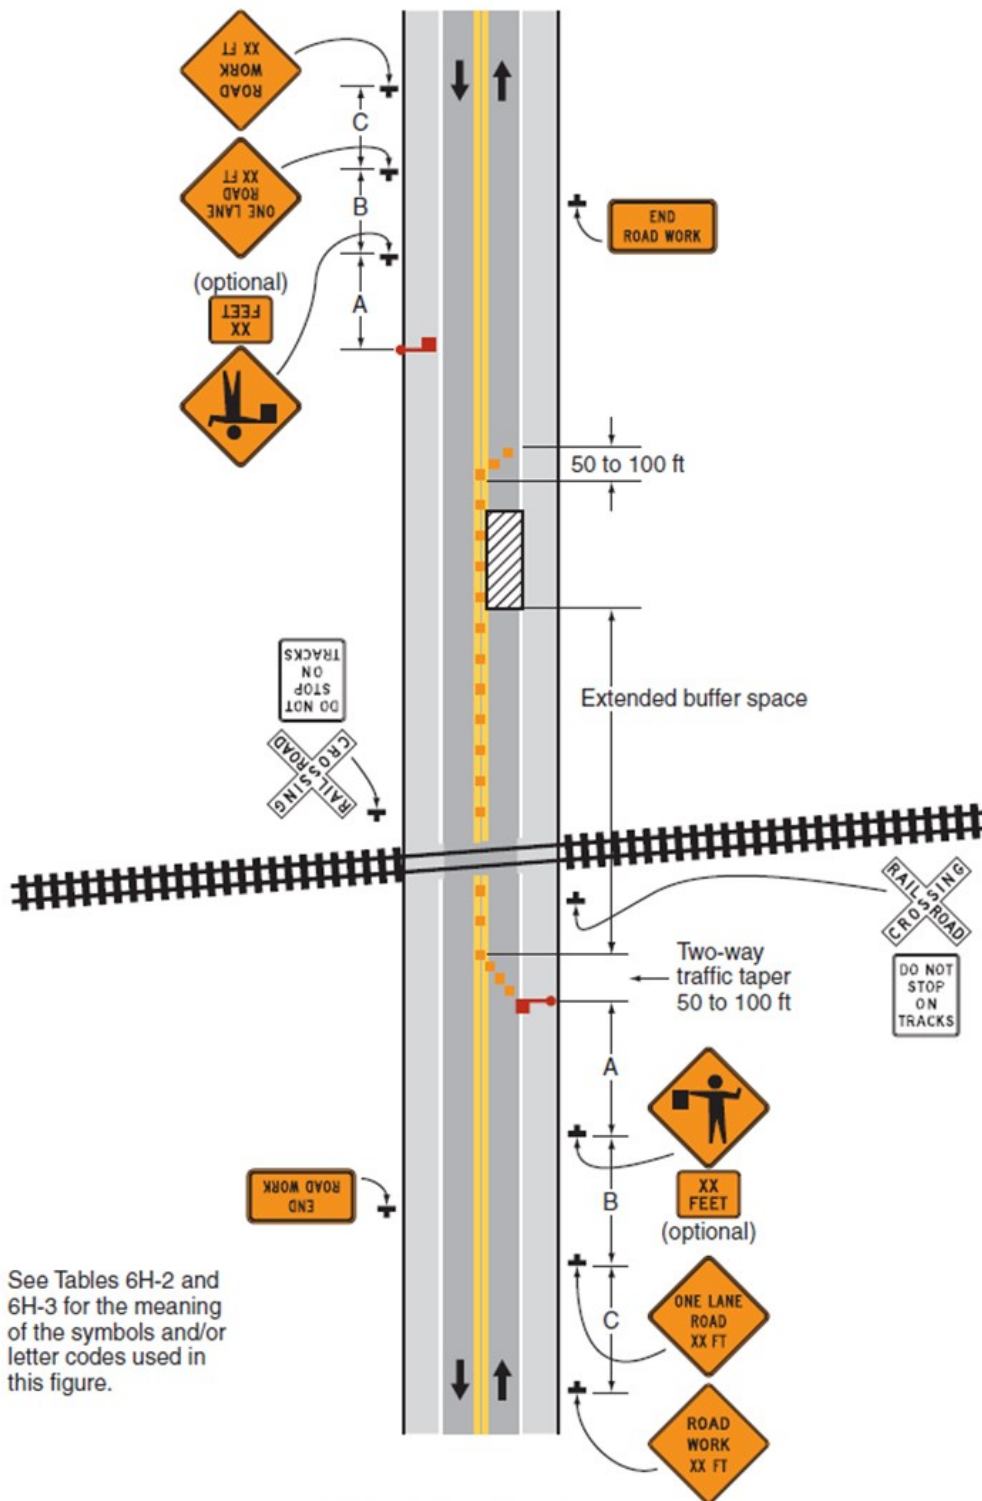 ROAD
WORK
XX FT
C
ONE LANE
ROAD
XX FT
B
END
ROAD WORK
(optional)
XX
FEET
A
50 to 100 ft
DO NOT
STOP
ON
TRACKS
RAILROAD
CROSSING
Extended buffer space
RAILROAD
CROSSING
Two-way
traffic taper
50 to 100 ft
DO NOT
STOP
ON
TRACKS
A
END
ROAD WORK
XX
FEET
(optional)
B
See Tables 6H-2 and
6H-3 for the meaning
of the symbols and/or
letter codes used in
this figure.
ONE LANE
ROAD
XX FT
C
ROAD
WORK
XX FT